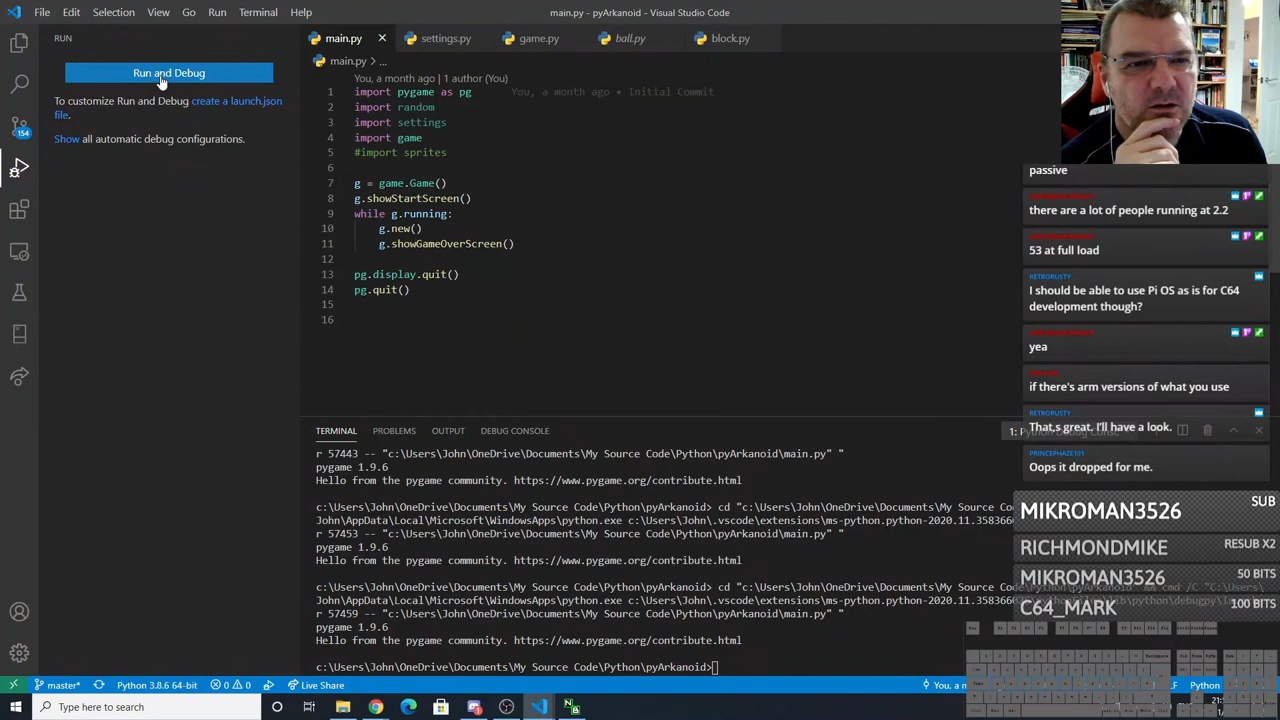 File Edit Selection View Go Run Terminal Help
main.py - pyArkanoid - Visual Studio Code
RUN
Run and Debug
To customize Run and Debug create a launch.json
file.
Show all automatic debug configurations.
154
main.py
settings.py
game.py
ball.py
block.py
main.py > ...
You, a month ago | 1 author (You)
1 import pygame as pg You, a month ago • Initial Commit
2 import random
3 import settings
4 import game
5 #import sprites
6
7 g = game.Game()
8 g.showStartScreen()
9 while g.running:
10 g.new()
11 g.showGameOverScreen()
12
13 pg.display.quit()
14 pg.quit()
15
16
TERMINAL PROBLEMS OUTPUT DEBUG CONSOLE
r 57443 -- "c:\Users\John\OneDrive\Documents\My Source Code\Python\pyArkanoid\main.py" "
pygame 1.9.6
Hello from the pygame community. https://www.pygame.org/contribute.html
c:\Users\John\OneDrive\Documents\My Source Code\Python\pyArkanoid> cd "c:\Users\John\OneDrive\Documents\My Source Com
John\AppData\Local\Microsoft\WindowsApps\python.exe c:\Users\John\.vscode\extensions\ms-python.python-2020.11.3583660
r 57453 -- "c:\Users\John\OneDrive\Documents\My Source Code\Python\pyArkanoid\main.py" "
pygame 1.9.6
Hello from the pygame community. https://www.pygame.org/contribute.html
c:\Users\John\OneDrive\Documents\My Source Code\Python\pyArkanoid> cd "c:\Users\John\OneDrive\Documents\My Source
John\AppData\Local\Microsoft\WindowsApps\python.exe c:\Users\John\.vscode\extensions\ms-python.python-2020.11.
r 57459 -- "c:\Users\John\OneDrive\Documents\My Source Code\Python\pyArkanoid\main.py" "
pygame 1.9.6
Hello from the pygame community. https://www.pygame.org/contribute.html
c:\Users\John\OneDrive\Documents\My Source Code\Python\pyArkanoid>
passive
there are a lot of people running at 2.2
53 at full load
RETRORUSTY
I should be able to use Pi OS as is for C64
development though?
yea
if there's arm versions of what you use
RETRORUSTY
That,s great. I'll have a look.
PRINCEPHAZE101
Oops it dropped for me.
MIKROMAN3526 SUB
RICHMONDMIKE RESUB X2
MIKROMAN3526 50 BITS
C64_MARK 100 BITS
master* Python 3.8.6 64-bit 0 0 Live Share
You, a m
Python
Type here to search